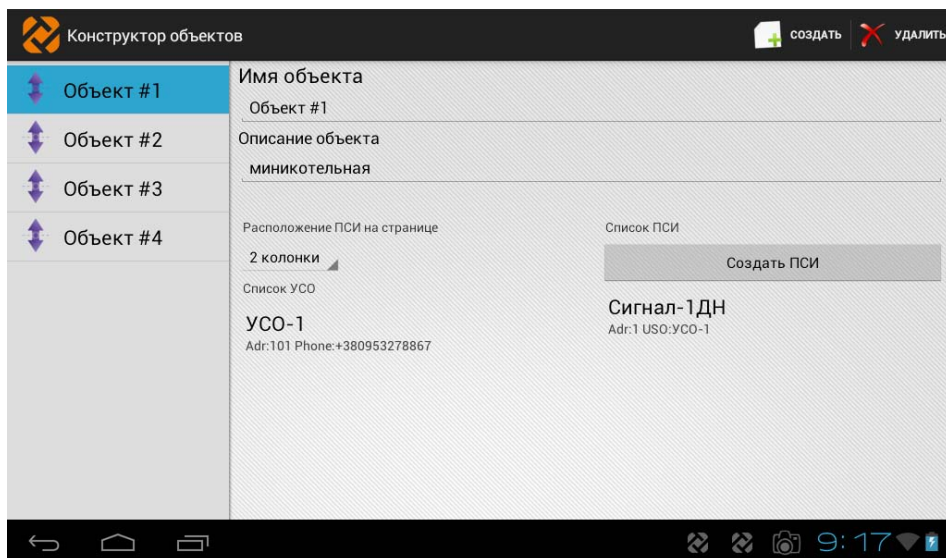 Конструктор объектов
СОЗДАТЬ
УДАЛИТЬ
Объект #1
Объект #2
Объект #3
Объект #4
Имя объекта
Объект #1
Описание объекта
миникотельная
Расположение ПСИ на странице
2 колонки
Список УСО
УСО-1
Adr:101 Phone:+380953278867
Список ПСИ
Создать ПСИ
Сигнал-1ДН
Adr:1 USO:УСО-1
9:17